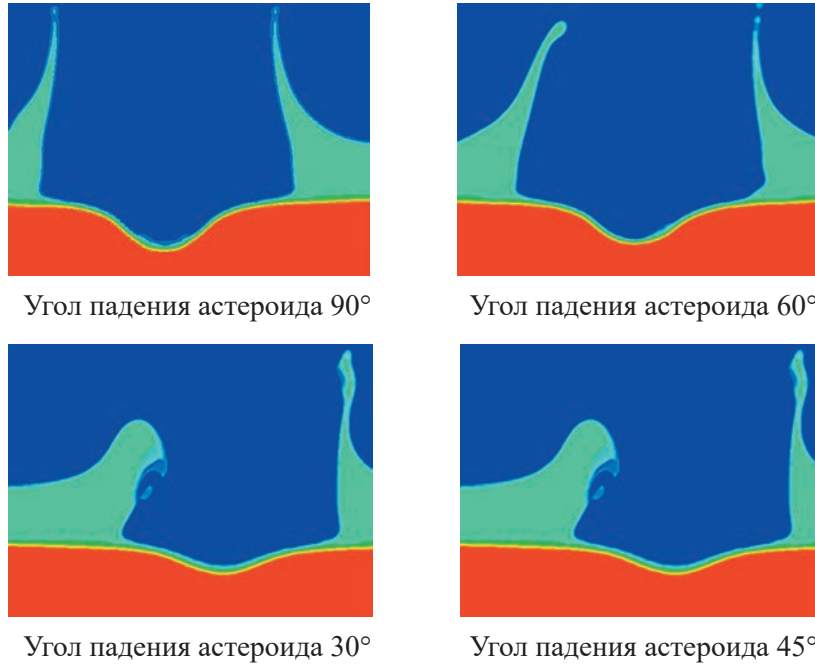 Угол падения астероида 90°
Угол падения астероида 60°
Угол падения астероида 30°
Угол падения астероида 45°